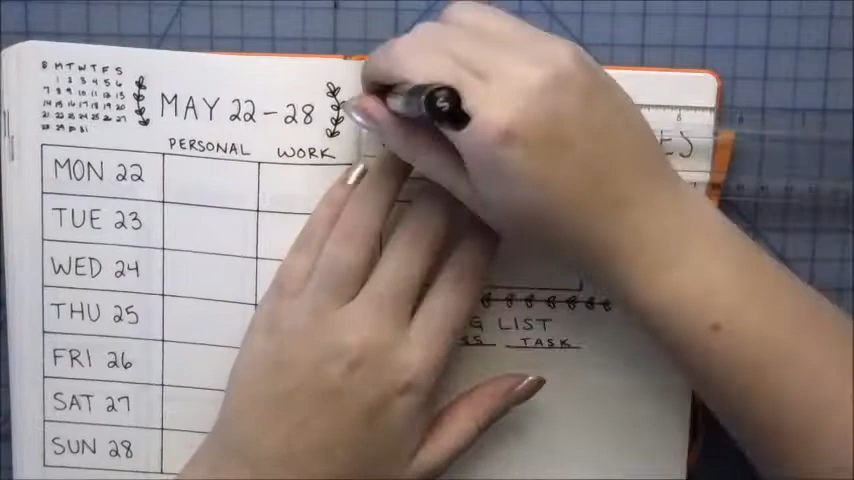 S M T W T F S
1 2 3 4 5 6
7 8 9 10 11 12 13
14 15 16 17 18 19 20
21 22 23 24 25 26 27
28 29 30 31
MAY 22-28
PERSONAL WORK
MON 22
TUE 23
WED 24
THU 25
FRI 26
SAT 27
SUN 28
LIST
TASK